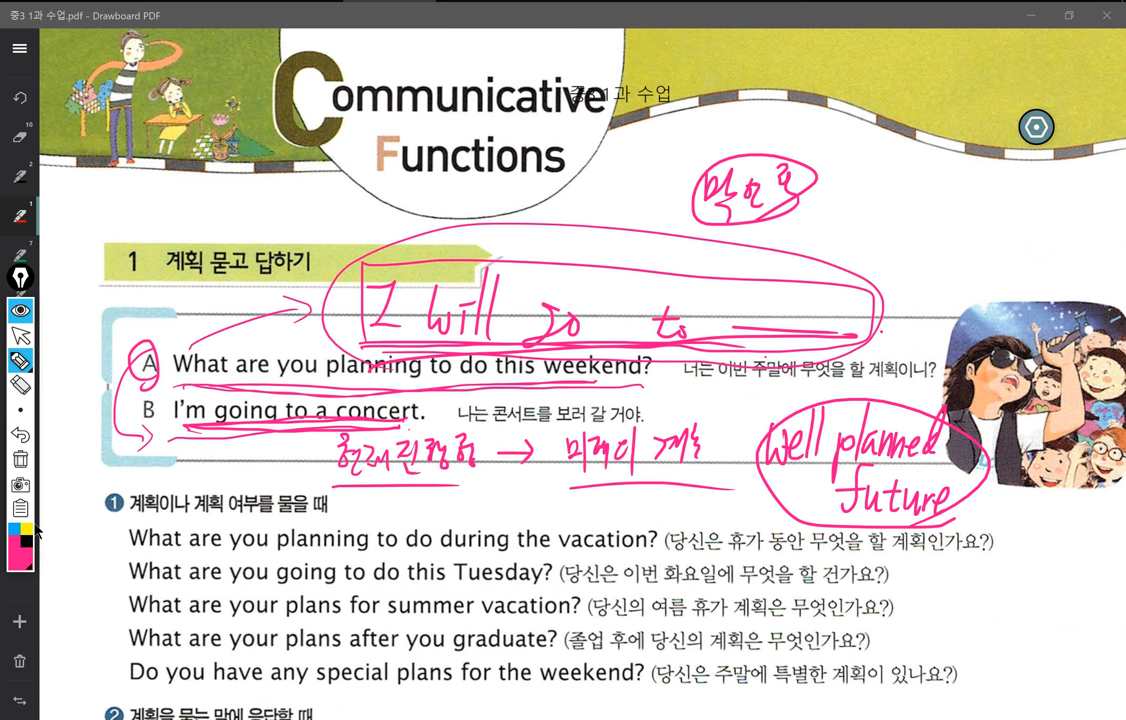 중3 1과 수업.pdf - Drawboard PDF
Communicative
중3 1과 수업
Functions
1 계획 묻고 답하기
I will go to
A What are you planning to do this weekend? 너는 이번 주말에 무엇을 할 계획이니?
B I'm going to a concert. 나는 콘서트를 보러 갈 거야.
현재진행형 → 미래의 계획
well planned
future
1 계획이나 계획 여부를 물을 때
What are you planning to do during the vacation? (당신은 휴가 동안 무엇을 할 계획인가요?)
What are you going to do this Tuesday? (당신은 이번 화요일에 무엇을 할 건가요?)
What are your plans for summer vacation? (당신의 여름 휴가 계획은 무엇인가요?)
What are your plans after you graduate? (졸업 후에 당신의 계획은 무엇인가요?)
Do you have any special plans for the weekend? (당신은 주말에 특별한 계획이 있나요?)
2 계획을 묻는 말에 응답할 때